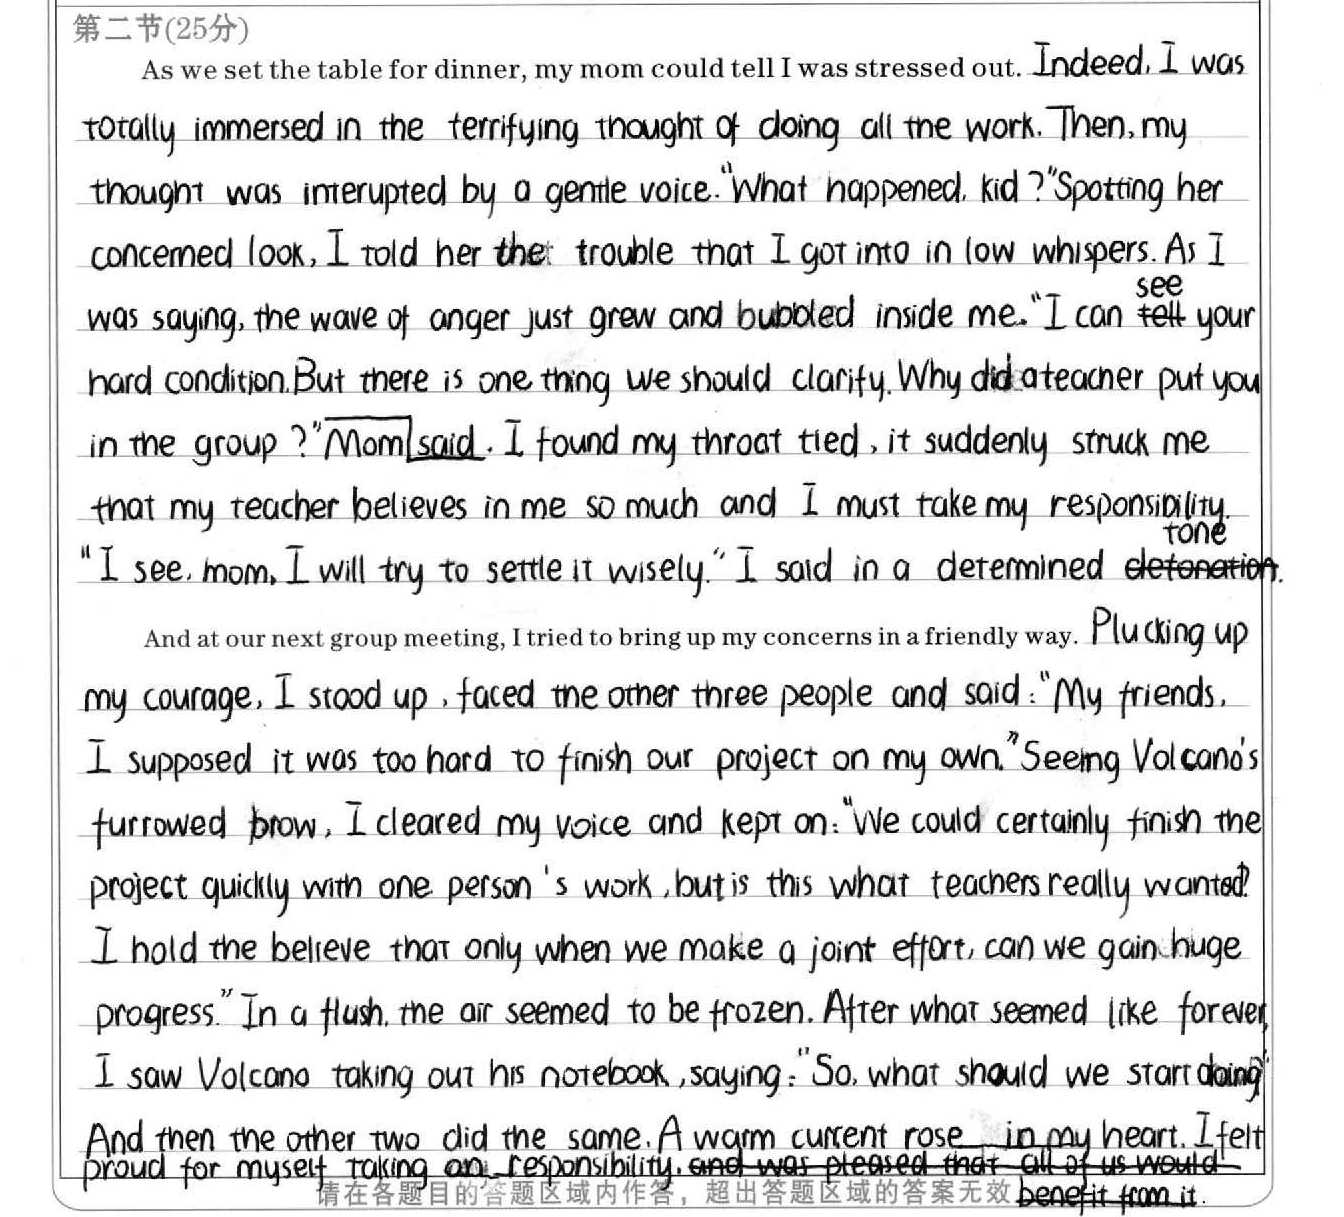 第二节(25分)
As we set the table for dinner, my mom could tell I was stressed out. Indeed, I was
totally immersed in the terrifying thought of doing all the work. Then, my
thought was interupted by a gentle voice. "What happened, kid?" Spotting her
concerned look, I told her the trouble that I got into in low whispers. As I
was saying, the wave of anger just grew and bubbled inside me. "I can see your
hard condition. But there is one thing we should clarify. Why did a teacher put you
in the group?" Mom said. I found my throat tied, it suddenly struck me
that my teacher believes in me so much and I must take my responsibility.
"I see, mom, I will try to settle it wisely." I said in a determined tone.
And at our next group meeting, I tried to bring up my concerns in a friendly way. Plucking up
my courage, I stood up, faced the other three people and said: "My friends,
I supposed it was too hard to finish our project on my own." Seeing Volcano's
furrowed brow, I cleared my voice and kept on: "We could certainly finish the
project quickly with one person's work, but is this what teachers really wanted?
I hold the believe that only when we make a joint effort, can we gain huge
progress." In a flush, the air seemed to be frozen. After what seemed like forever,
I saw Volcano taking out his notebook, saying: "So, what should we start doing"
And then the other two did the same. A warm current rose in my heart. I felt
proud for myself taking on responsibility. and was pleased that all of us would
benefit from it.
请在各题目的答题区域内作答，超出答题区域的答案无效